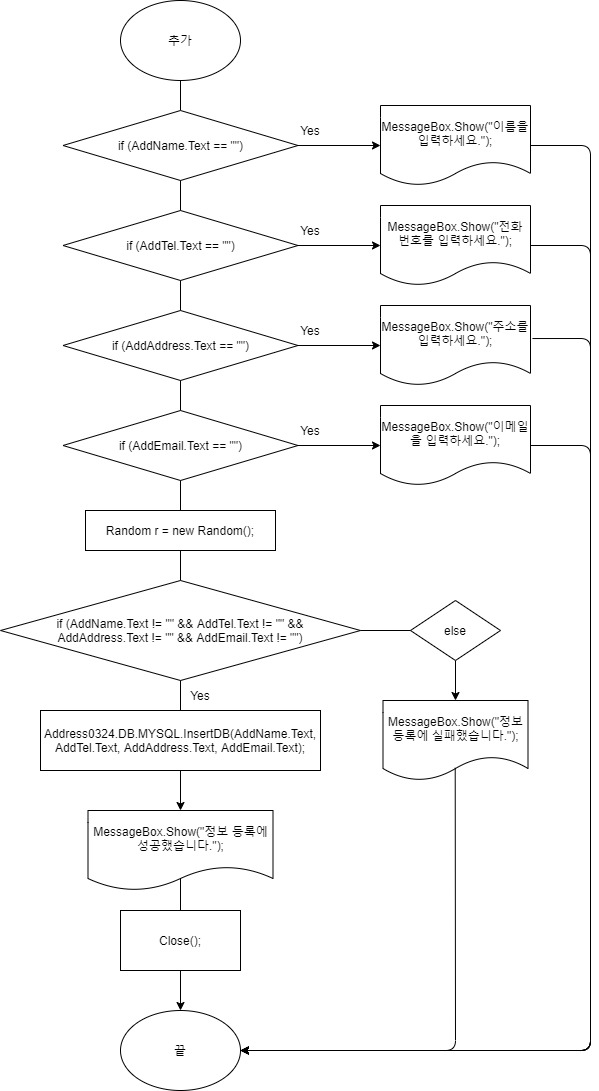 추가
if (AddName.Text == "")
Yes
MessageBox.Show("이름을
입력하세요.");
if (AddTel.Text == "")
Yes
MessageBox.Show("전화
번호를 입력하세요.");
if (AddAddress.Text == "")
Yes
MessageBox.Show("주소를
입력하세요.");
if (AddEmail.Text == "")
Yes
MessageBox.Show("이메일
을 입력하세요.");
Random r = new Random();
if (AddName.Text != "" && AddTel.Text != "" &&
AddAddress.Text != "" && AddEmail.Text != "")
else
Yes
Address0324.DB.MYSQL.InsertDB(AddName.Text,
AddTel.Text, AddAddress.Text, AddEmail.Text);
MessageBox.Show("정보
등록에 실패했습니다.");
MessageBox.Show("정보 등록에
성공했습니다.");
Close();
끝